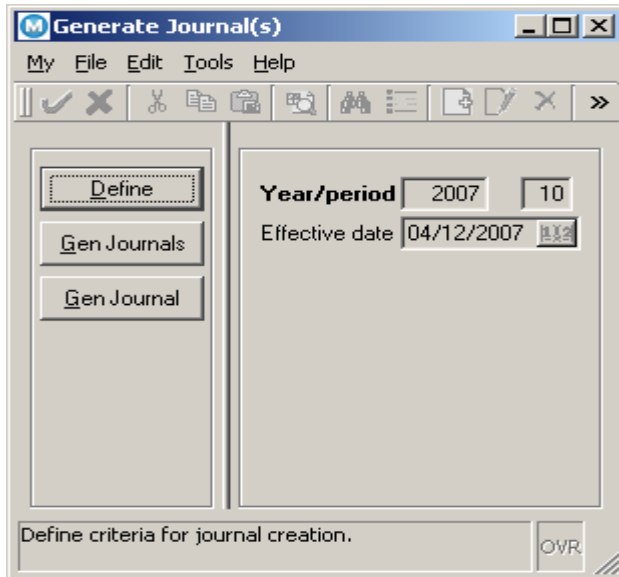 M Generate Journal(s)
My File Edit Tools Help
Define
Gen Journals
Gen Journal
Year/period 2007 10
Effective date 04/12/2007
Define criteria for journal creation.
OVR